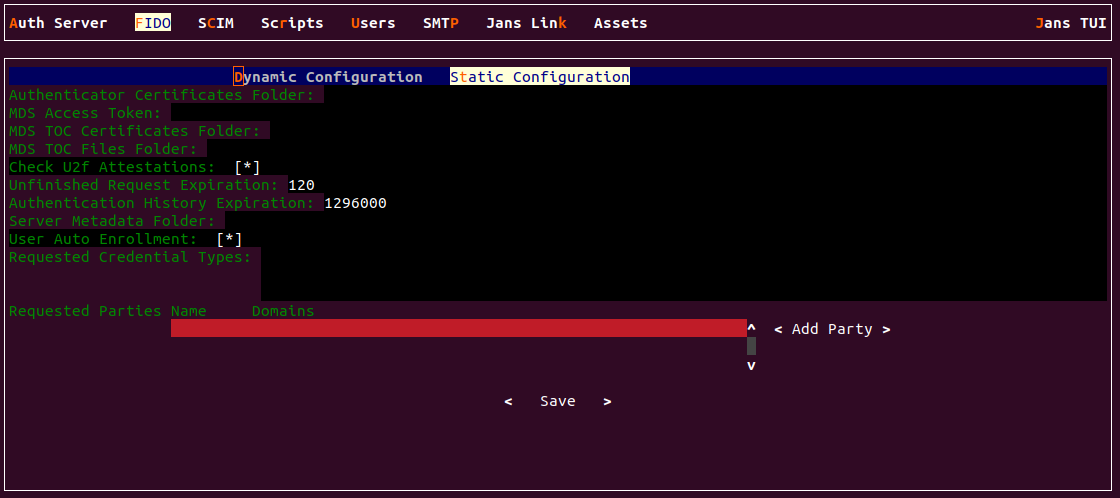 Auth Server FIDO SCIM Scripts Users SMTP Jans Link Assets Jans TUI
Dynamic Configuration Static Configuration
Authenticator Certificates Folder:
MDS Access Token:
MDS TOC Certificates Folder:
MDS TOC Files Folder:
Check U2f Attestations: [*]
Unfinished Request Expiration: 120
Authentication History Expiration: 1296000
Server Metadata Folder:
User Auto Enrollment: [*]
Requested Credential Types:
Requested Parties Name Domains
^ < Add Party >
v
< Save >